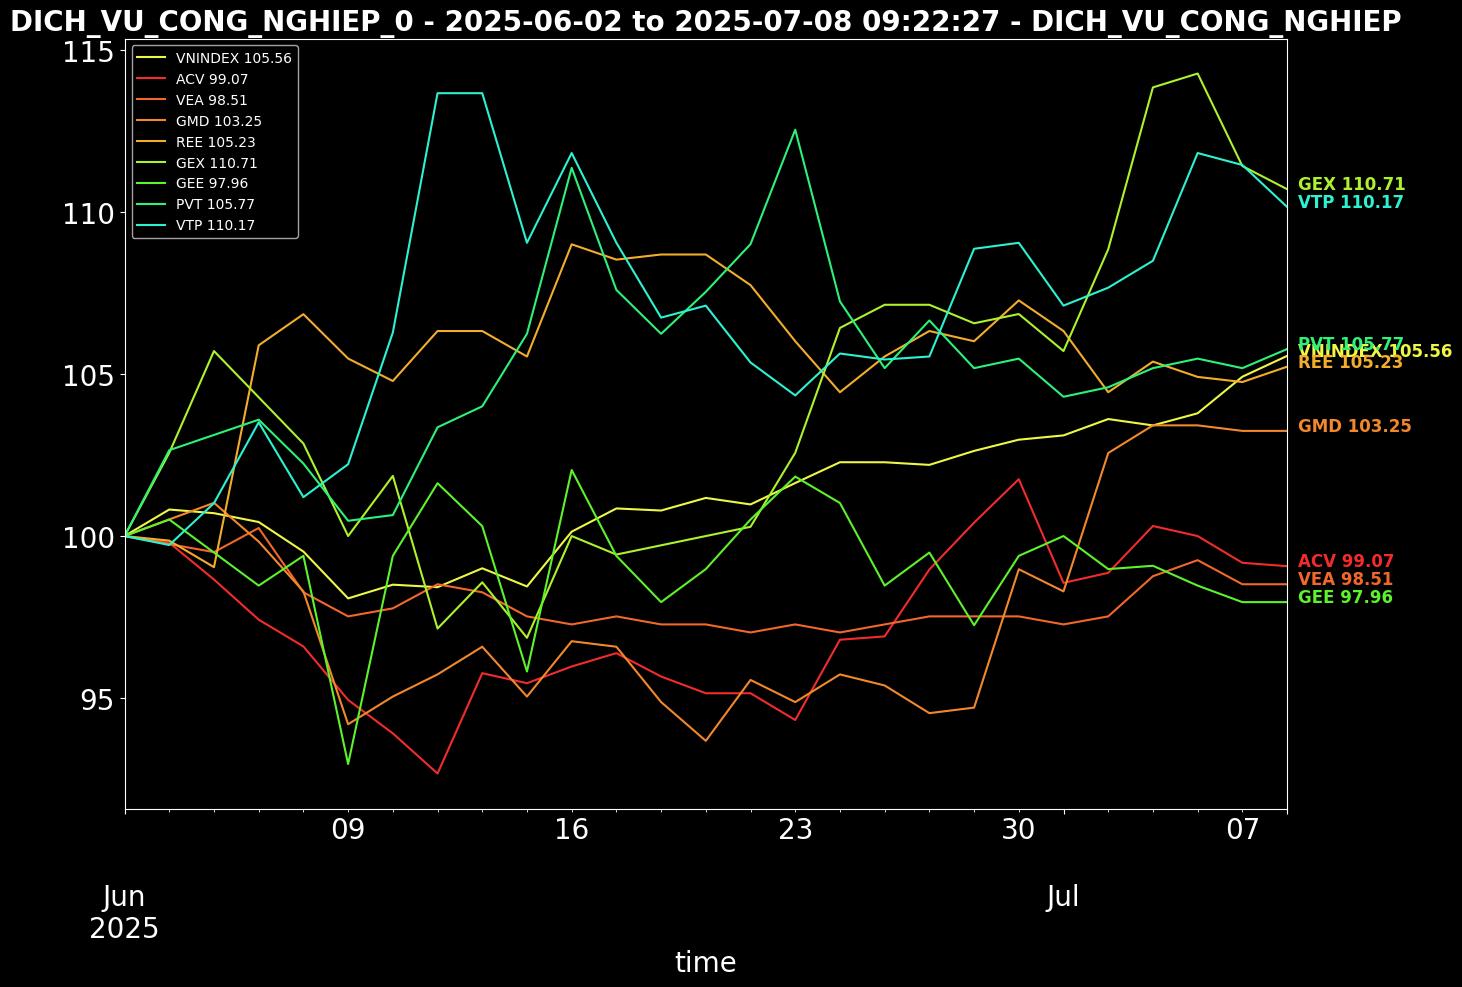 DICH_VU_CONG_NGHIEP_0 - 2025-06-02 to 2025-07-08 09:22:27 - DICH_VU_CONG_NGHIEP
115
110
105
100
95
VNINDEX 105.56
ACV 99.07
VEA 98.51
GMD 103.25
REE 105.23
GEX 110.71
GEE 97.96
PVT 105.77
VTP 110.17
GEX 110.71
VTP 110.17
PVT 105.77
VNINDEX 105.56
REE 105.23
GMD 103.25
ACV 99.07
VEA 98.51
GEE 97.96
09 16 23 30 07
Jun Jul
2025
time